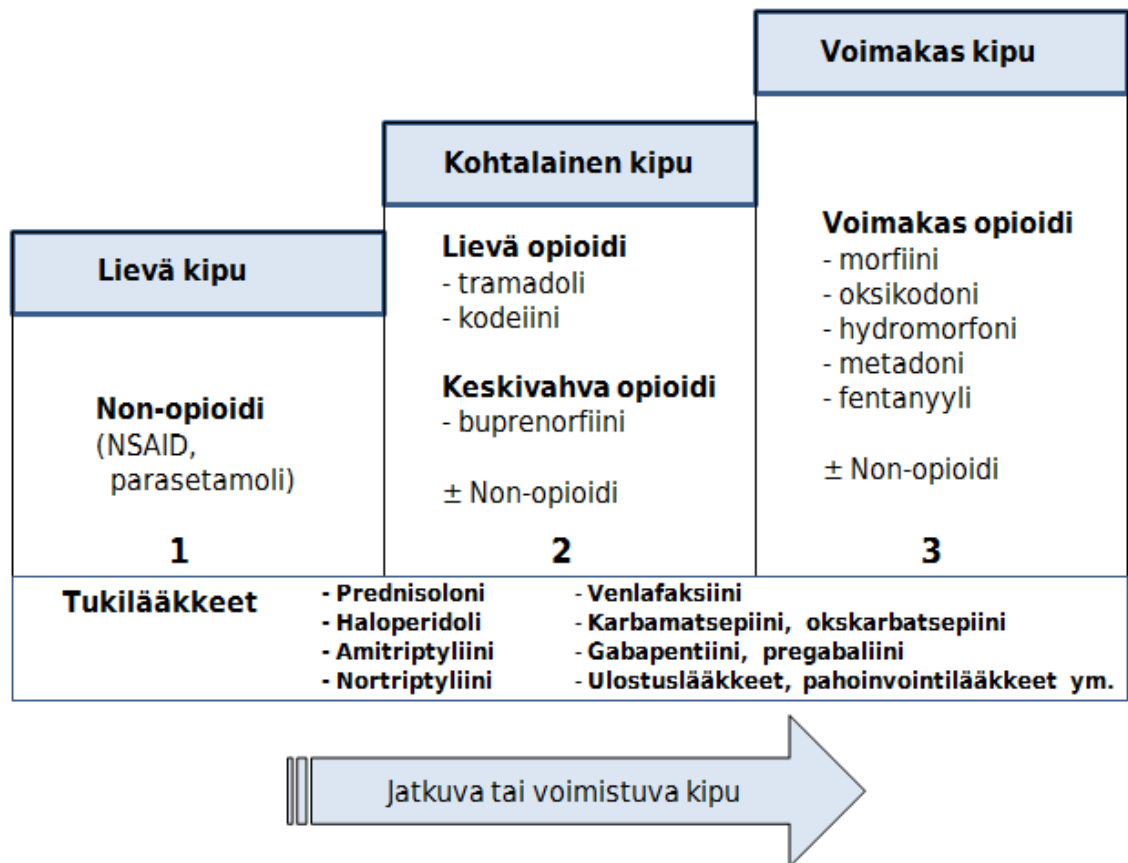 Lievä kipu
Non-opioidi
(NSAID,
parasetamoli)
1
Kohtalainen kipu
Lievä opioidi
- tramadoli
- kodeiini
Keskivahva opioidi
- buprenorfiini
± Non-opioidi
2
Voimakas kipu
Voimakas opioidi
- morfiini
- oksikodoni
- hydromorfoni
- metadoni
- fentanyyli
± Non-opioidi
3
Tukilääkkeet
- Prednisoloni
- Haloperidoli
- Amitriptyliini
- Nortriptyliini
- Venlafaksiini
- Karbamatsepiini, okskarbatsepiini
- Gabapentiini, pregabaliini
- Ulostuslääkkeet, pahoinvointilääkkeet ym.
Jatkuva tai voimistuva kipu